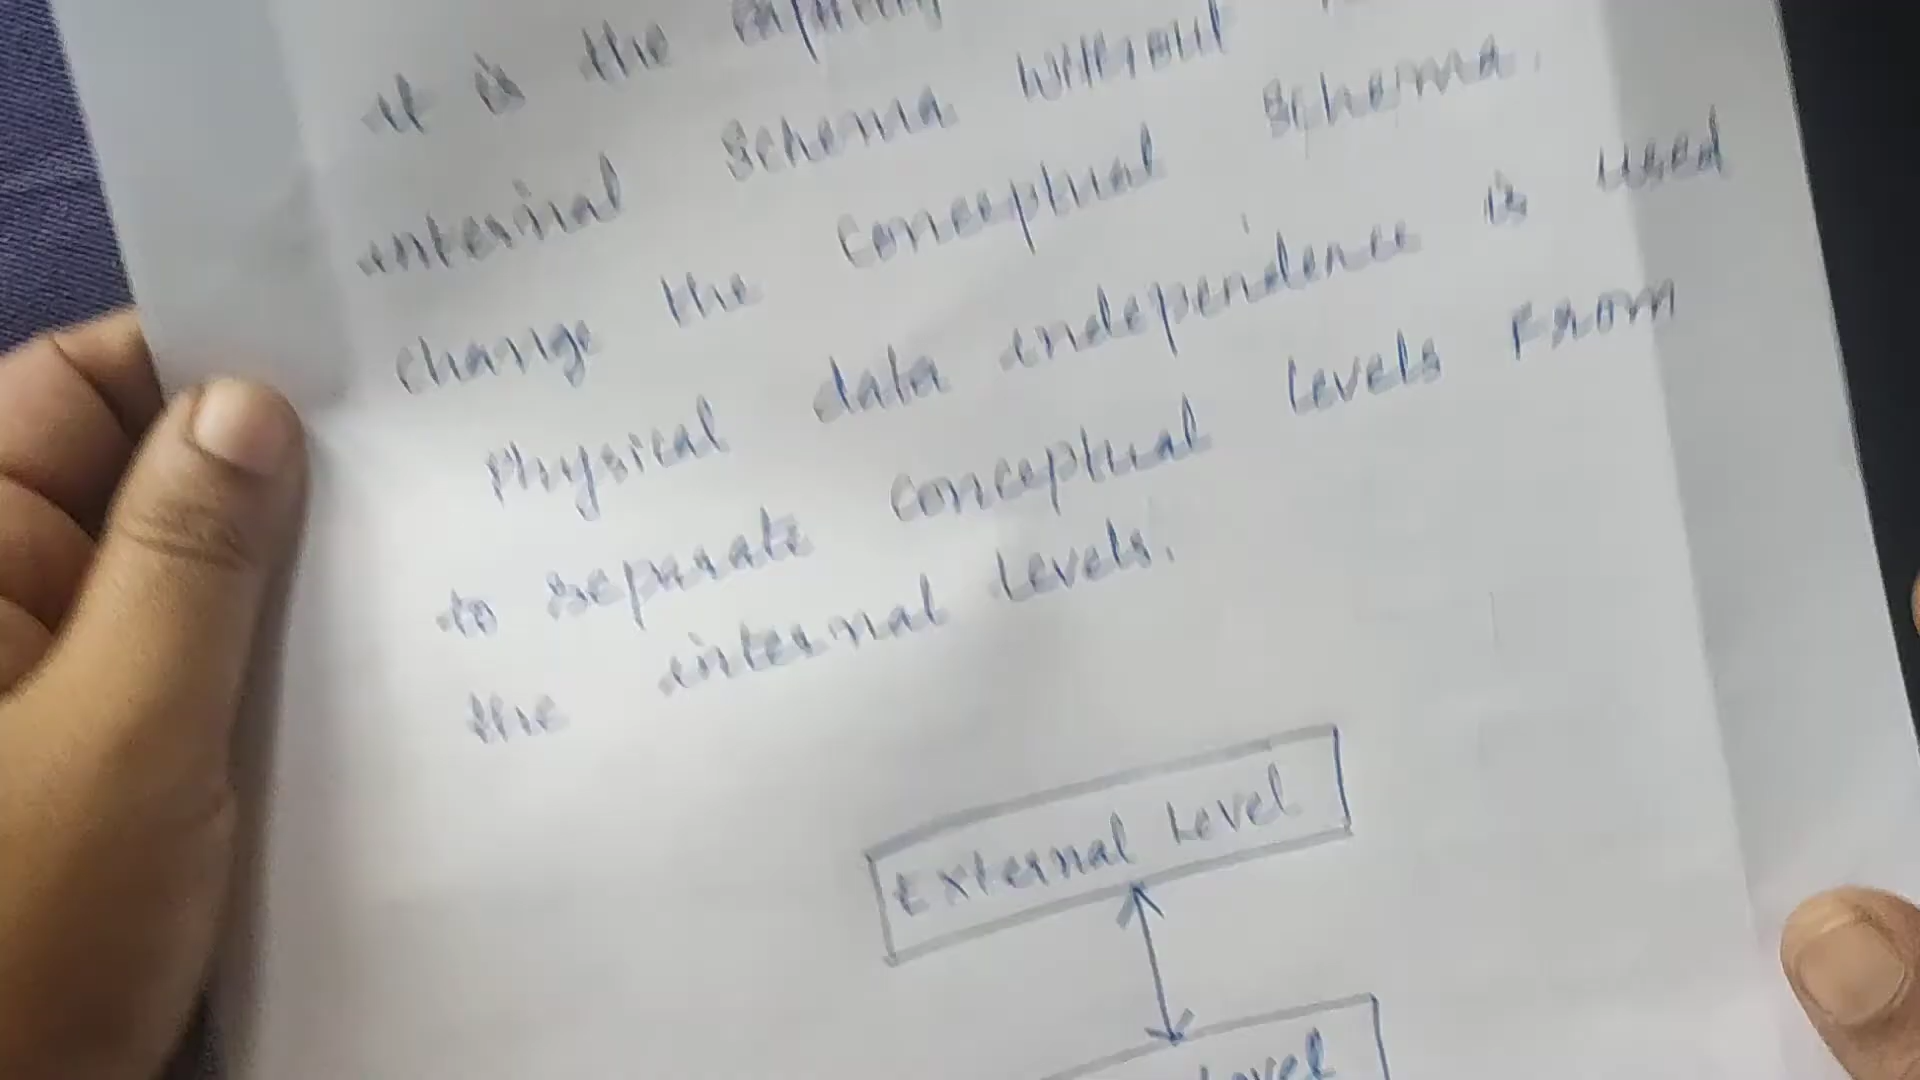 it is the
internal Schema without
change the conceptual schema.
Physical data independence is used
to separate conceptual levels from
the internal levels.
External Level
Level